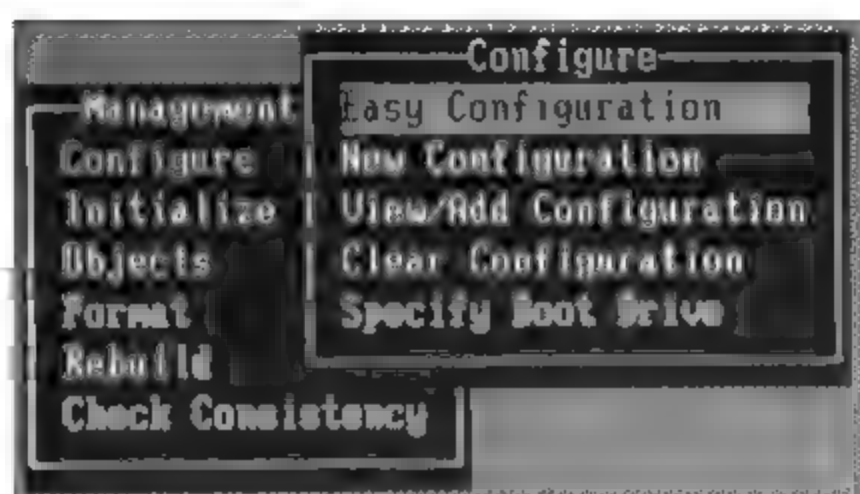 Management
Configure
Initialize
Objects
Format
Rebuild
Check Consistency
Configure
Easy Configuration
New Configuration
View/Add Configuration
Clear Configuration
Specify Boot Drive